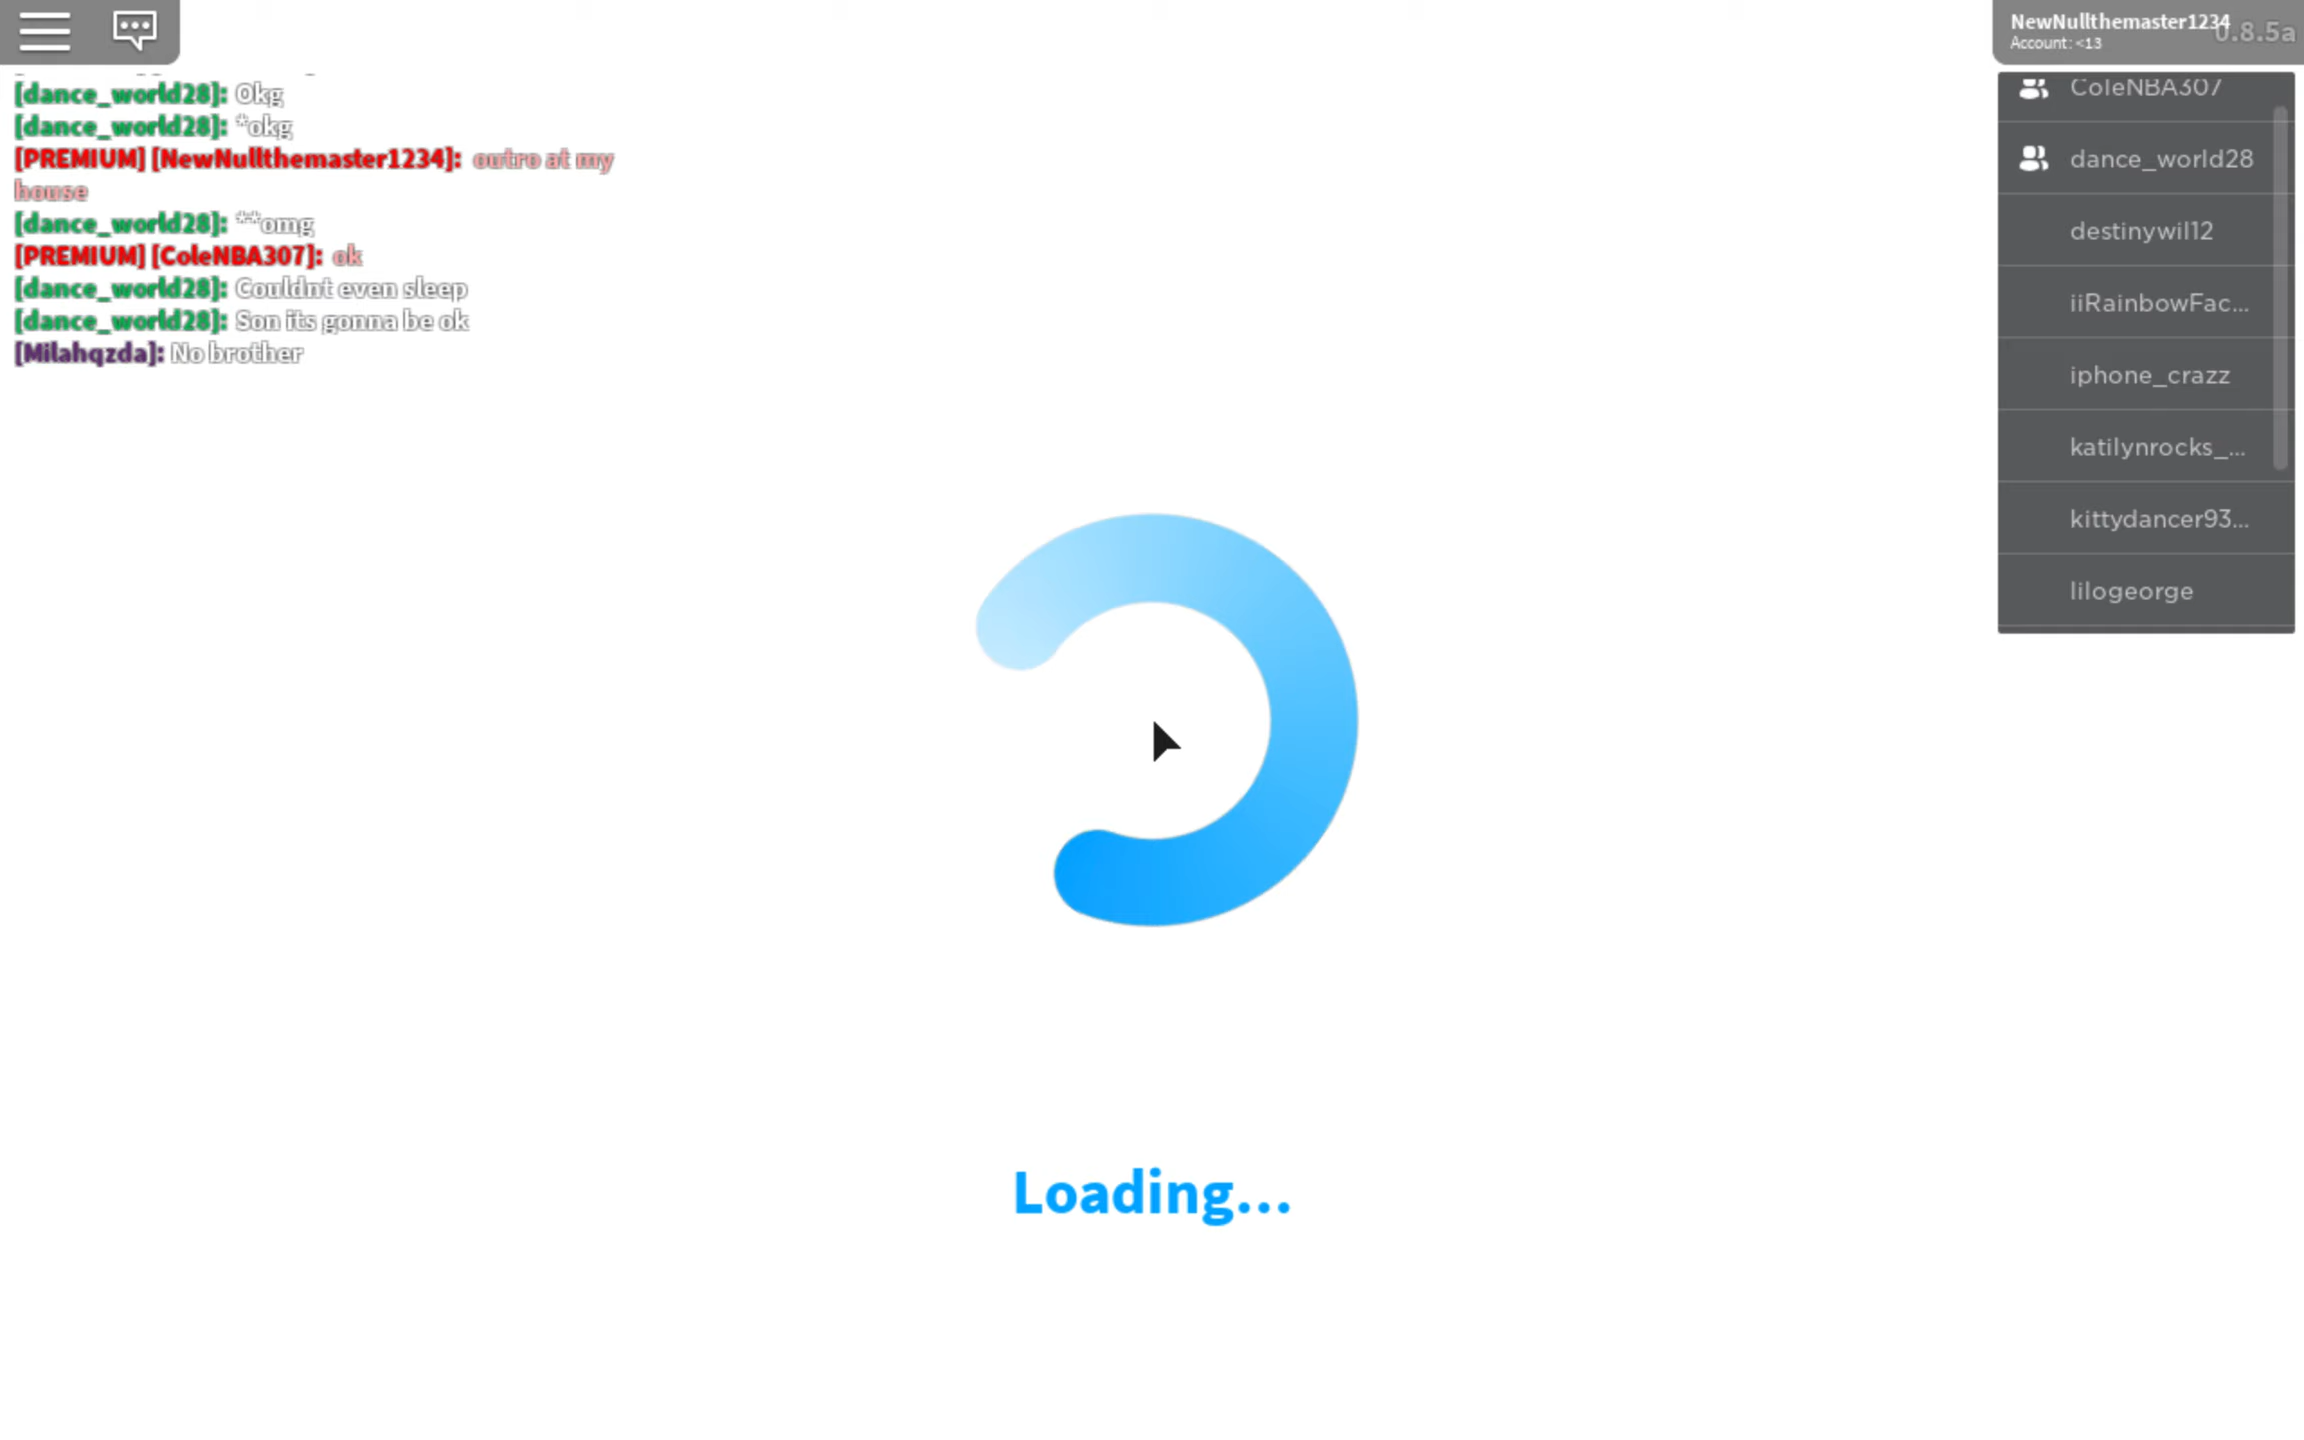 NewNullthemaster1234
Account: <13
0.8.5a
[dance_world28]: Okg
[dance_world28]: *okg
[PREMIUM] [NewNullthemaster1234]: outro at my
house
[dance_world28]: **omg
[PREMIUM] [ColeNBA307]: ok
[dance_world28]: Couldnt even sleep
[dance_world28]: Son its gonna be ok
[Milahqzda]: No brother
ColeNBA307
dance_world28
destinywil12
iiRainbowFac...
iphone_crazz
katilynrocks_...
kittydancer93...
lilogeorge
Loading...